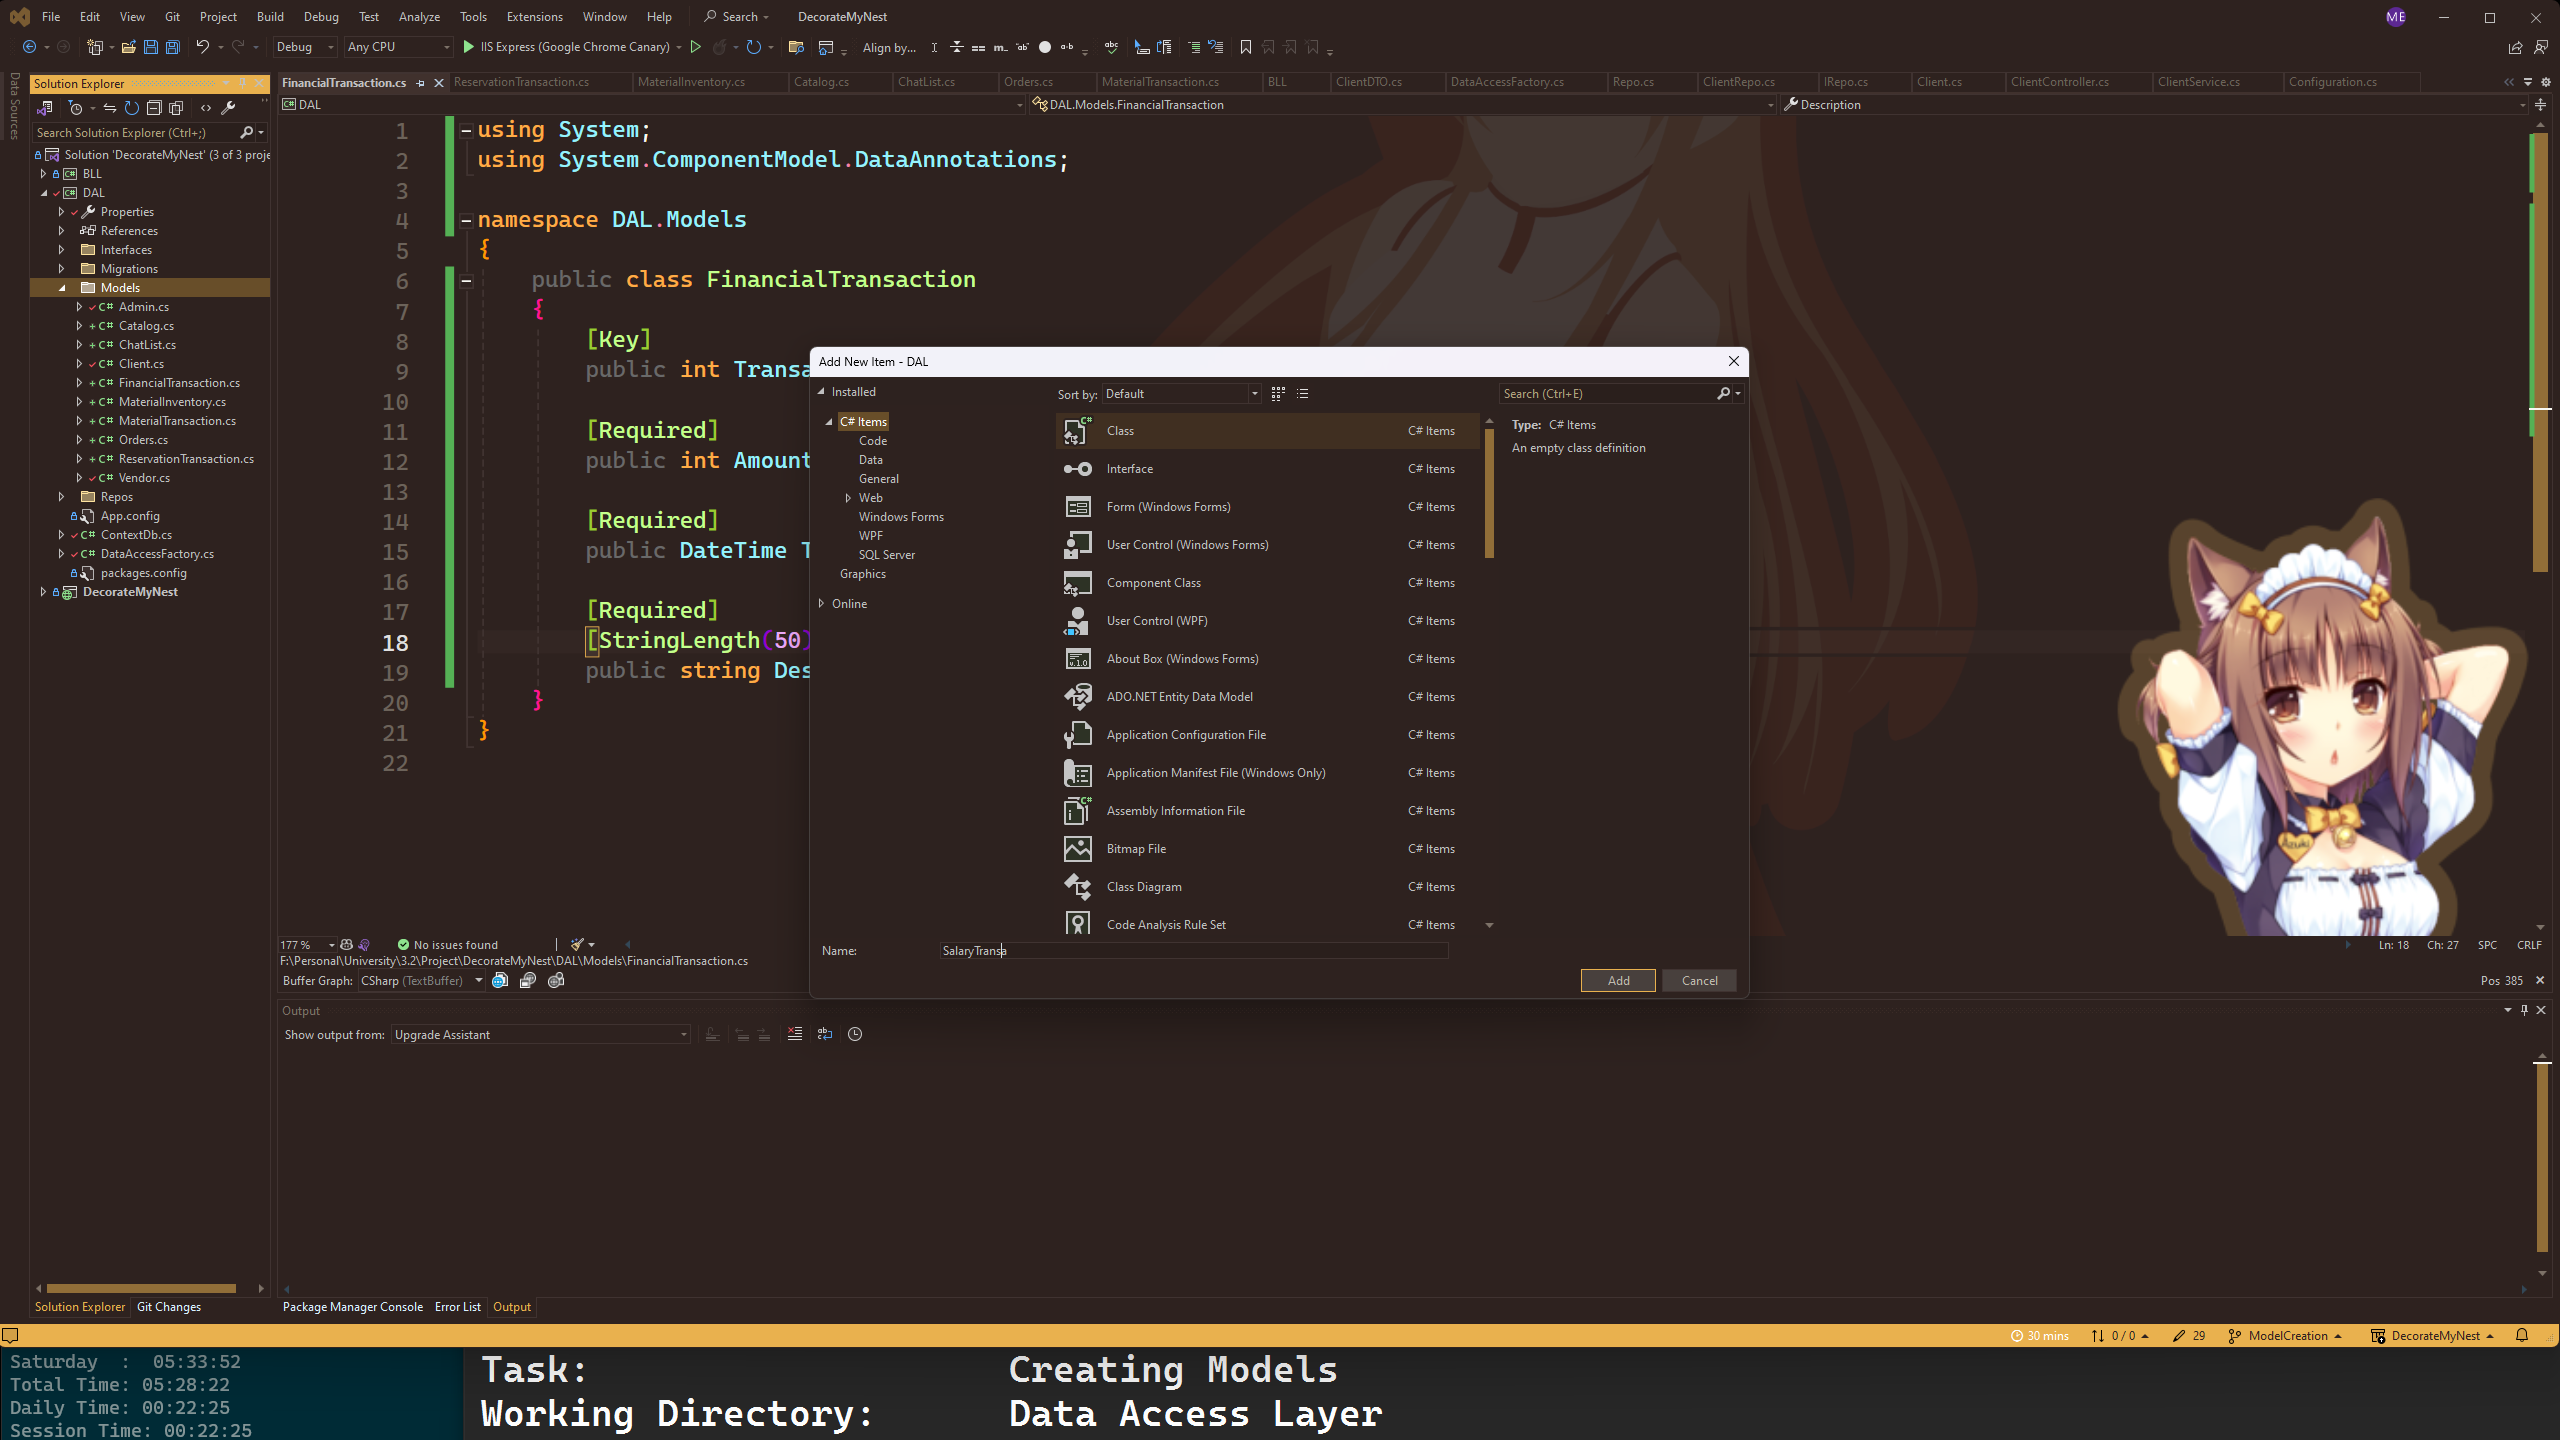 File Edit View Git Project Build Debug Test Analyze Tools Extensions Window Help Search DecorateMyNest ME
Debug Any CPU IIS Express (Google Chrome Canary) Align by...
Data Sources
Solution Explorer
Search Solution Explorer (Ctrl+;)
Solution 'DecorateMyNest' (3 of 3 proje
BLL
DAL
Properties
References
Interfaces
Migrations
Models
Admin.cs
Catalog.cs
ChatList.cs
Client.cs
FinancialTransaction.cs
MaterialInventory.cs
MaterialTransaction.cs
Orders.cs
ReservationTransaction.cs
Vendor.cs
Repos
App.config
ContextDb.cs
DataAccessFactory.cs
packages.config
DecorateMyNest
Solution Explorer Git Changes
FinancialTransaction.cs ReservationTransaction.cs MaterialInventory.cs Catalog.cs ChatList.cs Orders.cs MaterialTransaction.cs BLL ClientDTO.cs DataAccessFactory.cs Repo.cs ClientRepo.cs IRepo.cs Client.cs ClientController.cs ClientService.cs Configuration.cs
DAL DAL.Models.FinancialTransaction Description
1 using System;
2 using System.ComponentModel.DataAnnotations;
3
4 namespace DAL.Models
5 {
6 public class FinancialTransaction
7 {
8 [Key]
9 public int Transa
10
11 [Required]
12 public int Amount
13
14 [Required]
15 public DateTime T
16
17 [Required]
18 [StringLength(50)
19 public string Des
20 }
21 }
22
Add New Item - DAL
Installed
C# Items
Code
Data
General
Web
Windows Forms
WPF
SQL Server
Graphics
Online
Sort by: Default
Class C# Items
Interface C# Items
Form (Windows Forms) C# Items
User Control (Windows Forms) C# Items
Component Class C# Items
User Control (WPF) C# Items
About Box (Windows Forms) C# Items
ADO.NET Entity Data Model C# Items
Application Configuration File C# Items
Application Manifest File (Windows Only) C# Items
Assembly Information File C# Items
Bitmap File C# Items
Class Diagram C# Items
Code Analysis Rule Set C# Items
Search (Ctrl+E)
Type: C# Items
An empty class definition
Name: SalaryTransa
Add Cancel
Azuki
177 % No issues found Ln: 18 Ch: 27 SPC CRLF
F:\Personal\University\3.2\Project\DecorateMyNest\DAL\Models\FinancialTransaction.cs
Buffer Graph: CSharp (TextBuffer) Pos 385
Output
Show output from: Upgrade Assistant
Package Manager Console Error List Output
30 mins 0 / 0 29 ModelCreation DecorateMyNest
Saturday : 05:33:52
Total Time: 05:28:22
Daily Time: 00:22:25
Session Time: 00:22:25
Task: Creating Models
Working Directory: Data Access Layer